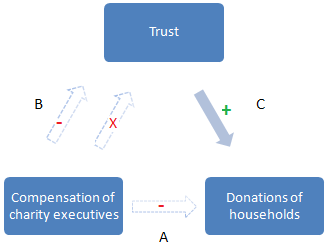 Trust
B
-
X
+
C
Compensation of
charity executives
-
Donations of
households
A